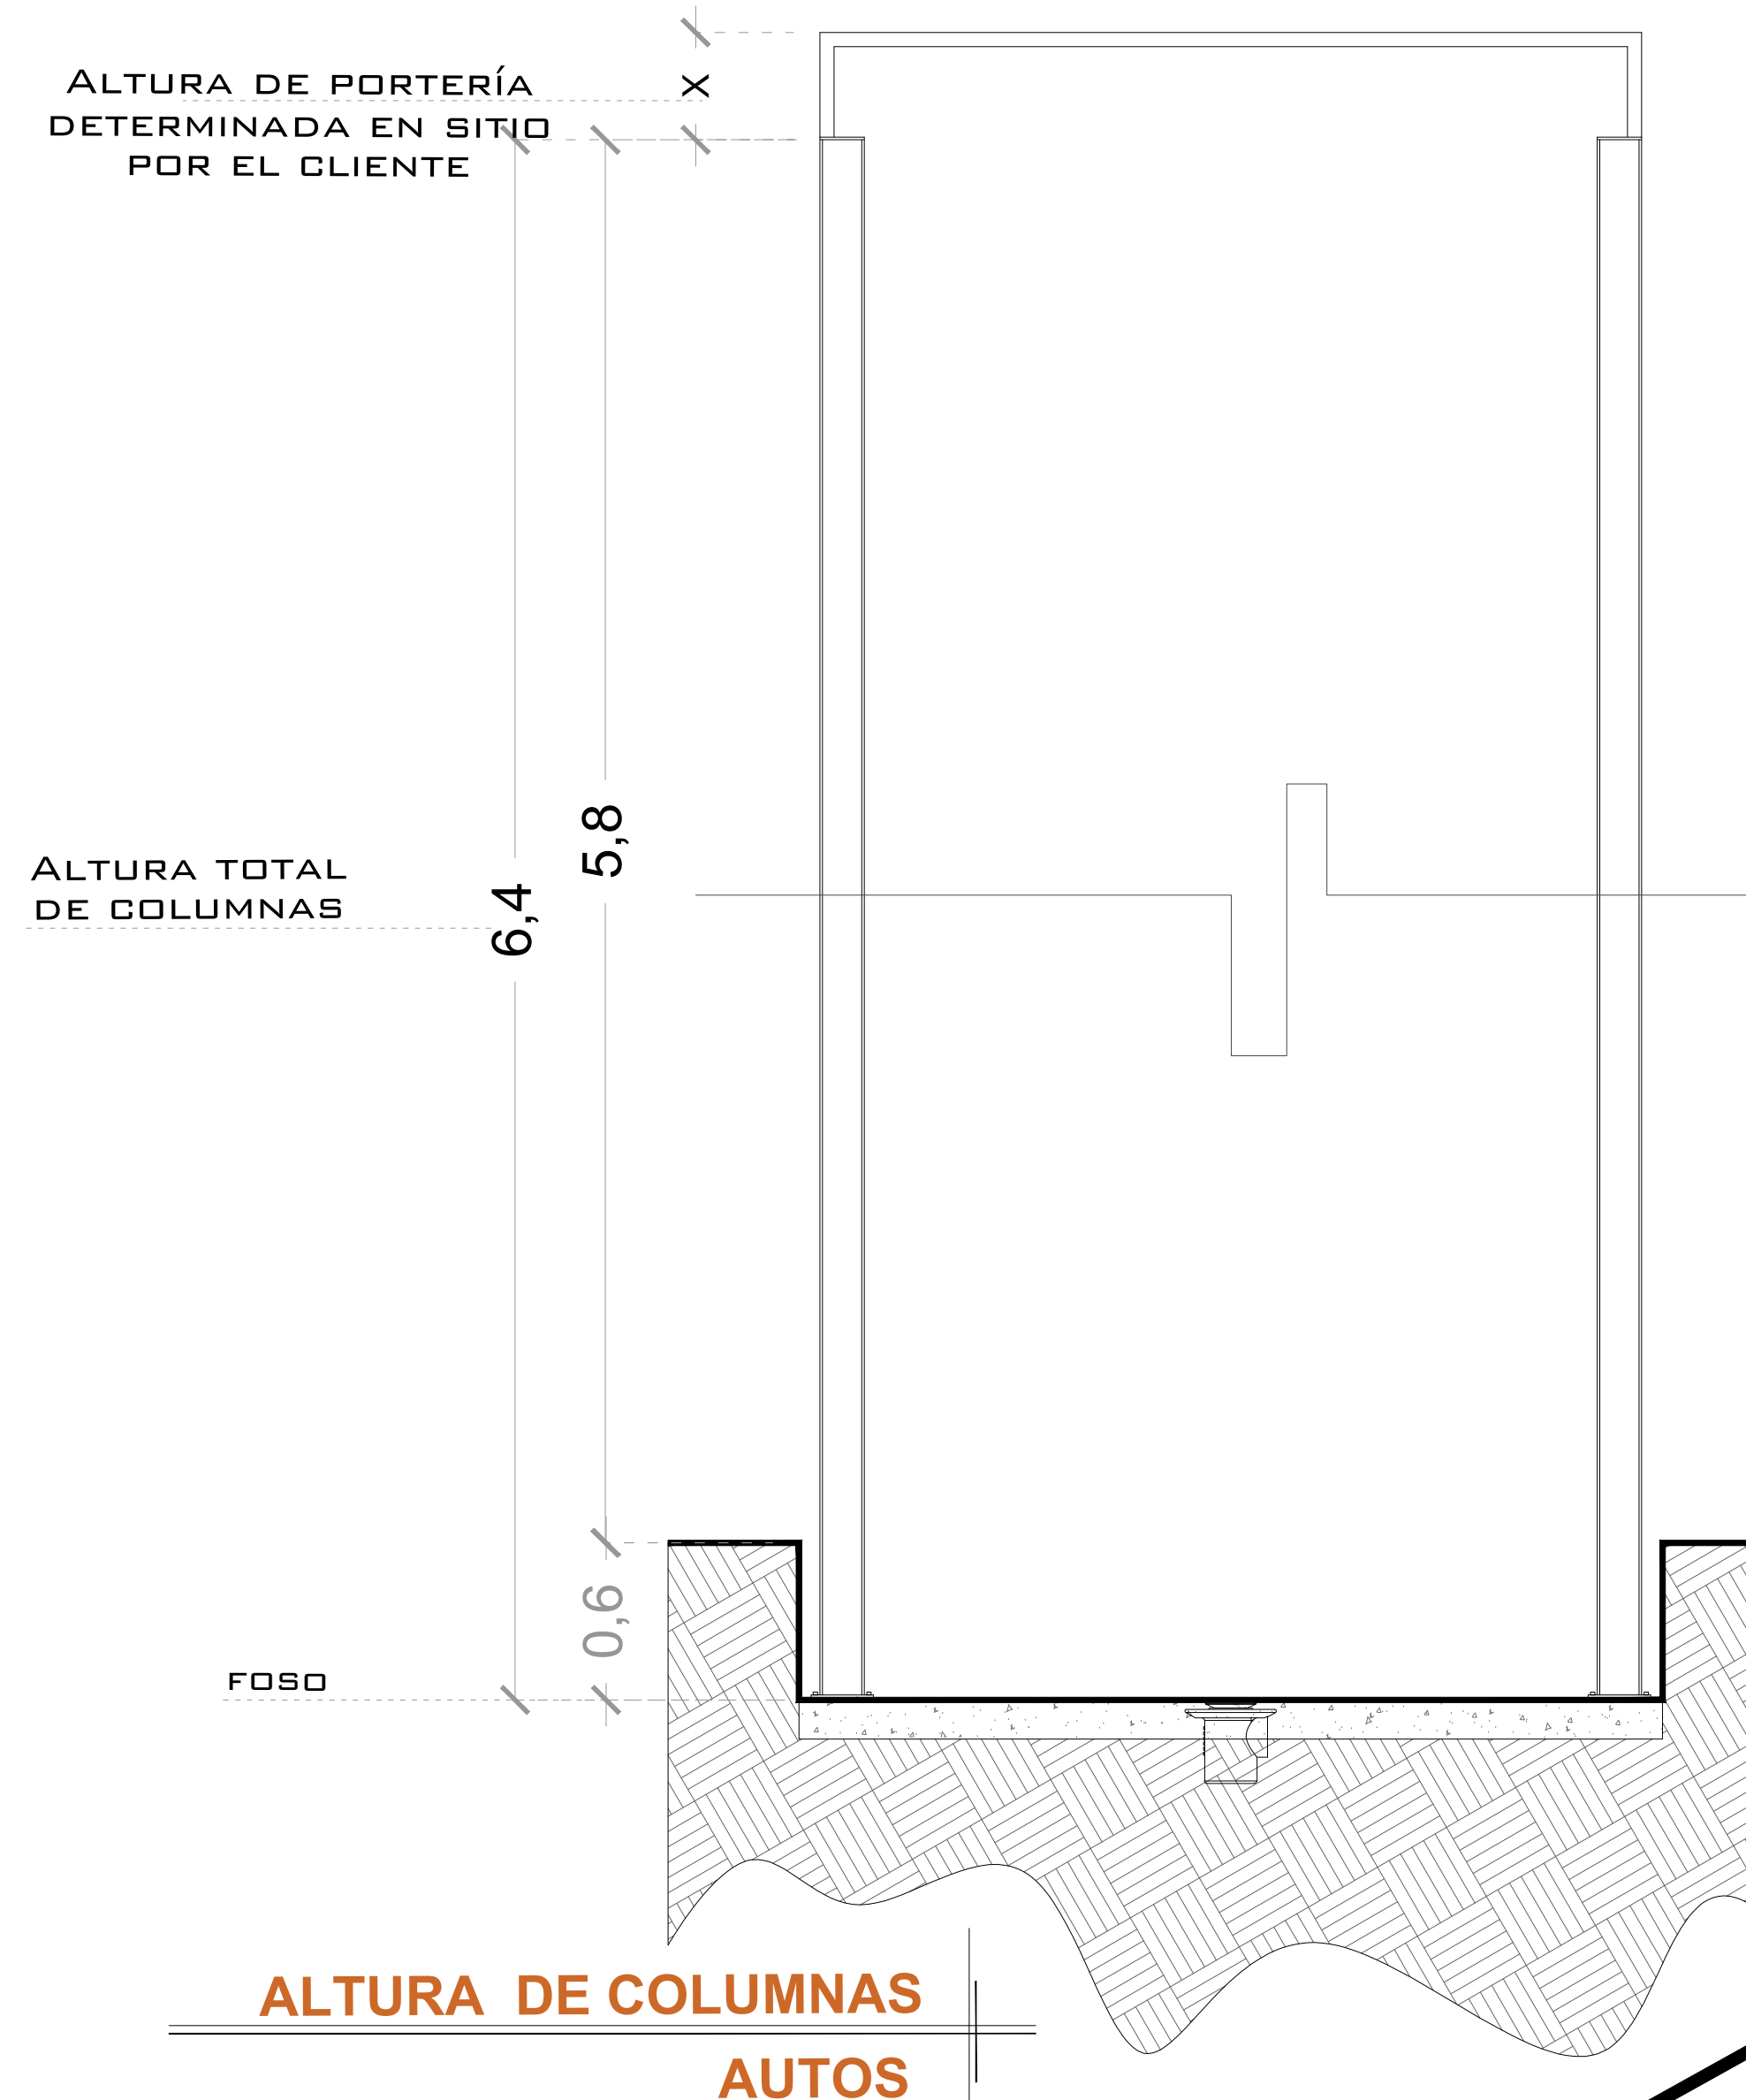 X
ALTURA DE PORTERÍA
DETERMINADA EN SITIO
POR EL CLIENTE
5,8
ALTURA TOTAL
DE COLUMNAS
6,4
0,6
FOSO
ALTURA DE COLUMNAS
AUTOS